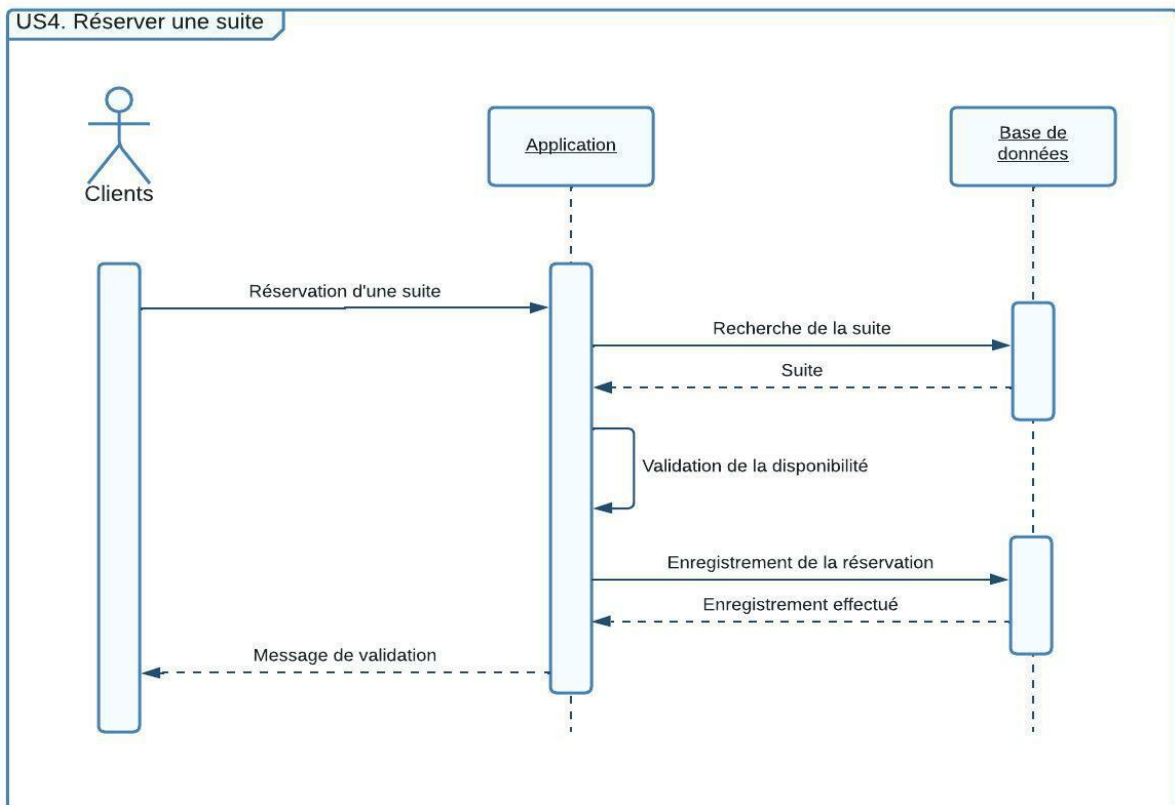 US4. Réserver une suite
Clients
Application
Base de
données
Réservation d'une suite
Recherche de la suite
Suite
Validation de la disponibilité
Enregistrement de la réservation
Enregistrement effectué
Message de validation